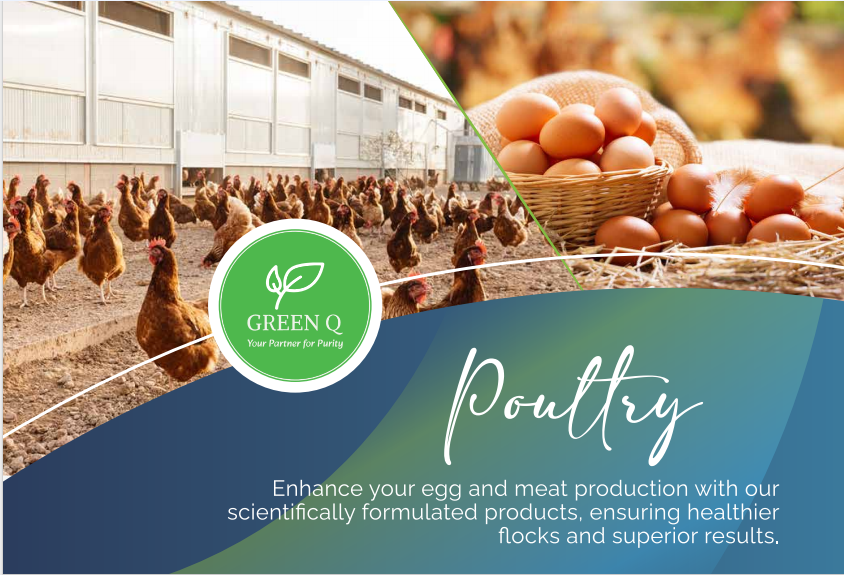 GREEN Q
Your Partner for Purity
Poultry
Enhance your egg and meat production with our
scientifically formulated products, ensuring healthier
flocks and superior results.